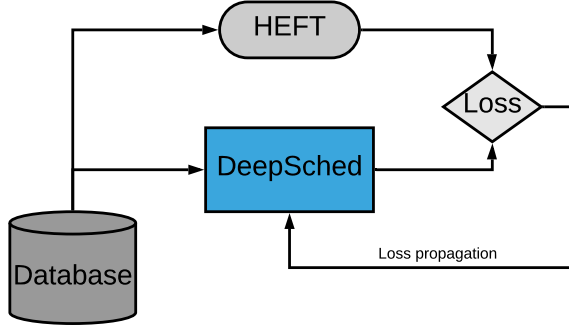 HEFT
Loss
DeepSched
Loss propagation
Database